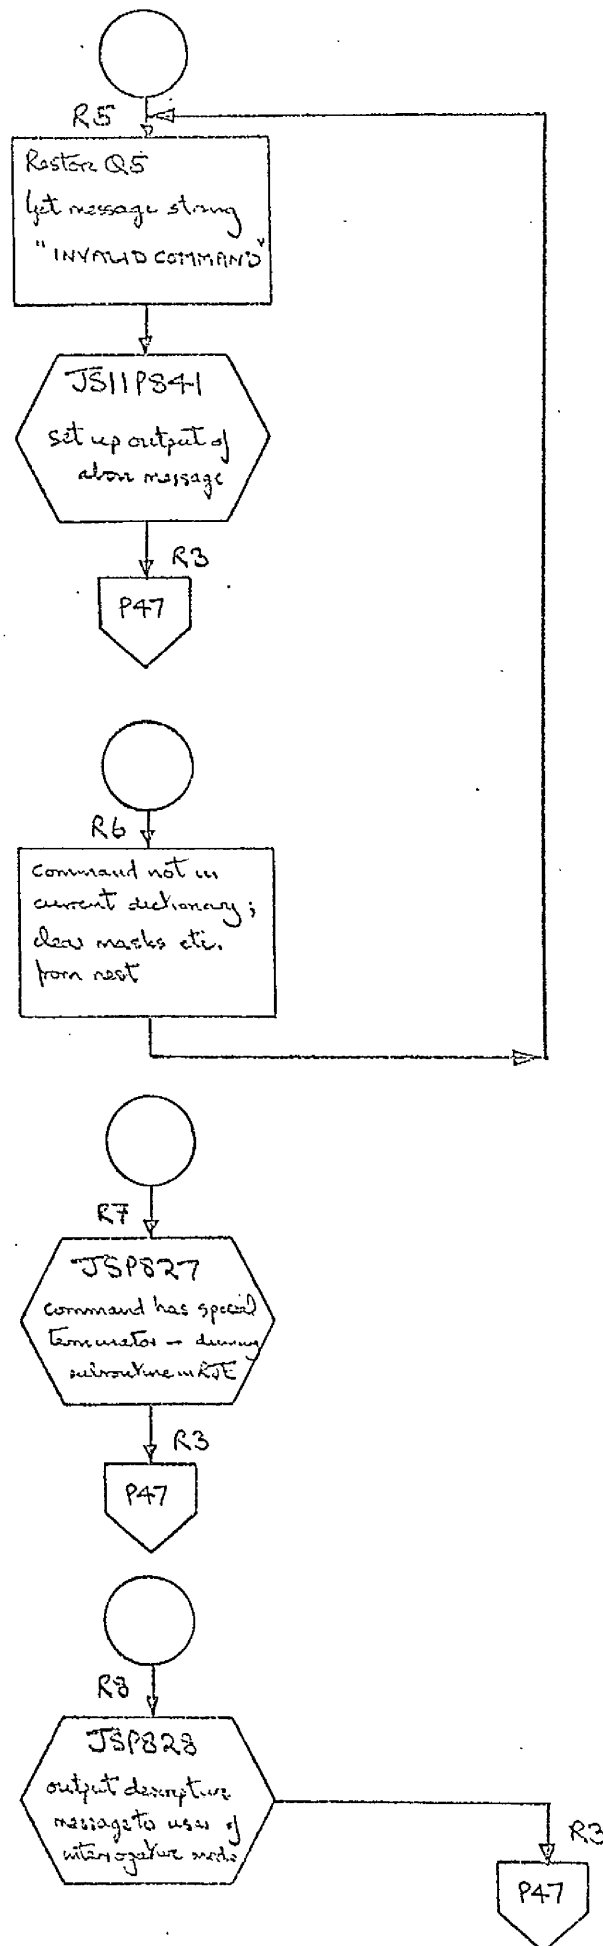 R5
Restore Q5
Get message string
"INVALID COMMAND"
JS11P841
set up output of
above message
R3
P47
R6
command not in
current dictionary;
clear masks etc.
from nest
R7
JSP827
command has special
terminator – dummy
subroutine in RJE
R3
P47
R8
JSP828
output descriptive
message to user of
interrogative mode
R3
P47